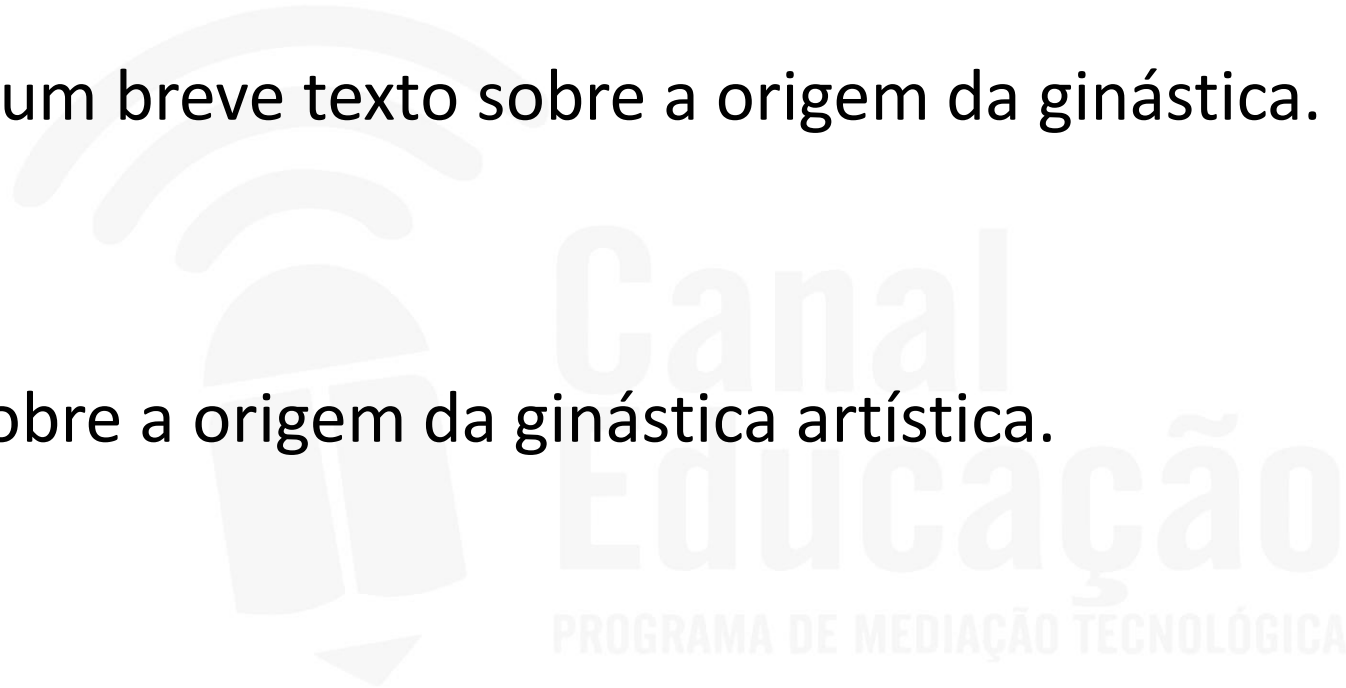 um breve texto sobre a origem da ginástica.
obre a origem da ginástica artística.
Canal
Educação
PROGRAMA DE MEDIAÇÃO TECNOLÓGICA